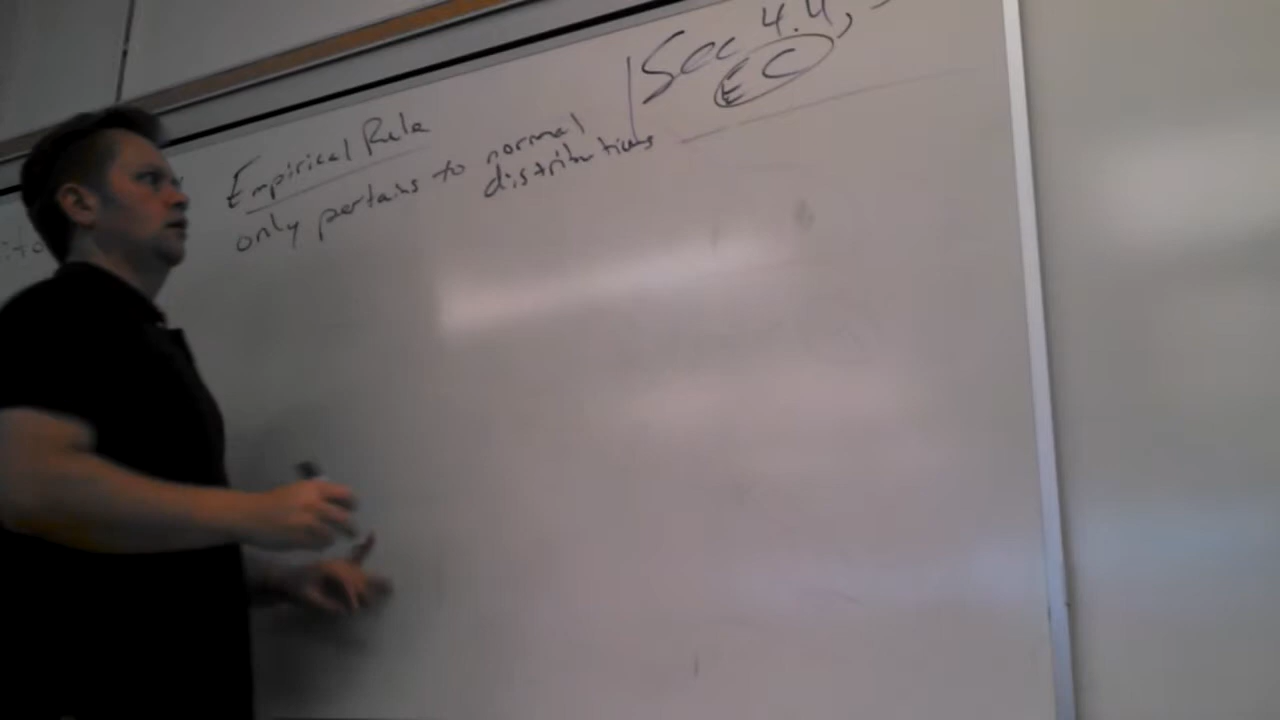 Sec 4.4,
EC
Empirical Rule
only pertains to normal
distributions